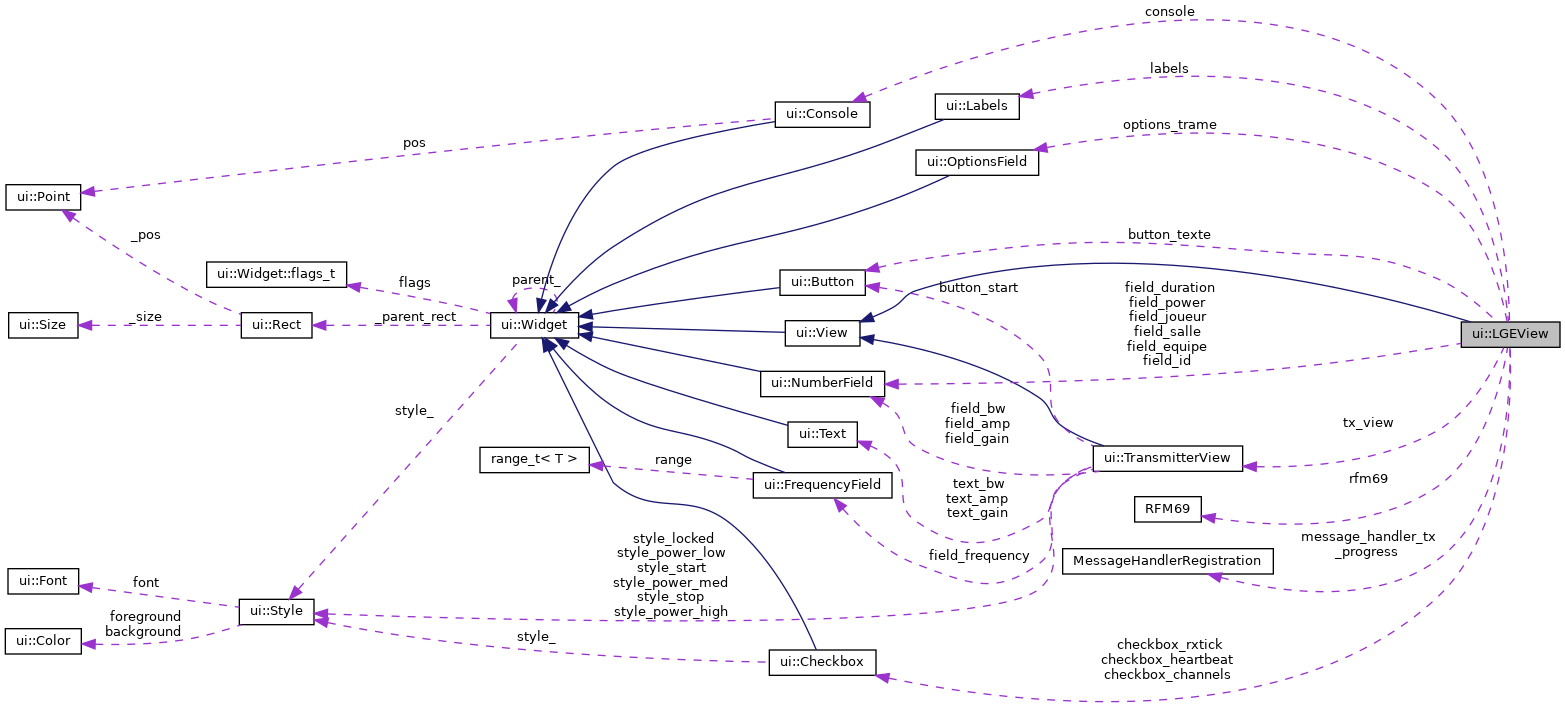 console
labels
ui::Labels
ui::Console
options_trame
pos
ui::OptionsField
ui::Point
_pos
button_texte
ui::Widget::flags_t
flags
parent_
ui::Button
button_start
field_duration
field_power
field_joueur
field_salle
field_equipe
field_id
ui::Size
_size
ui::Rect
_parent_rect
ui::Widget
ui::View
ui::LGEView
ui::NumberField
style_
field_bw
field_amp
field_gain
tx_view
ui::Text
range_t< T >
range
ui::TransmitterView
ui::FrequencyField
text_bw
text_amp
text_gain
rfm69
RFM69
style_locked
style_power_low
style_start
style_power_med
style_stop
style_power_high
field_frequency
message_handler_tx
_progress
MessageHandlerRegistration
ui::Font
font
ui::Style
foreground
background
ui::Color
style_
ui::Checkbox
checkbox_rxtick
checkbox_heartbeat
checkbox_channels